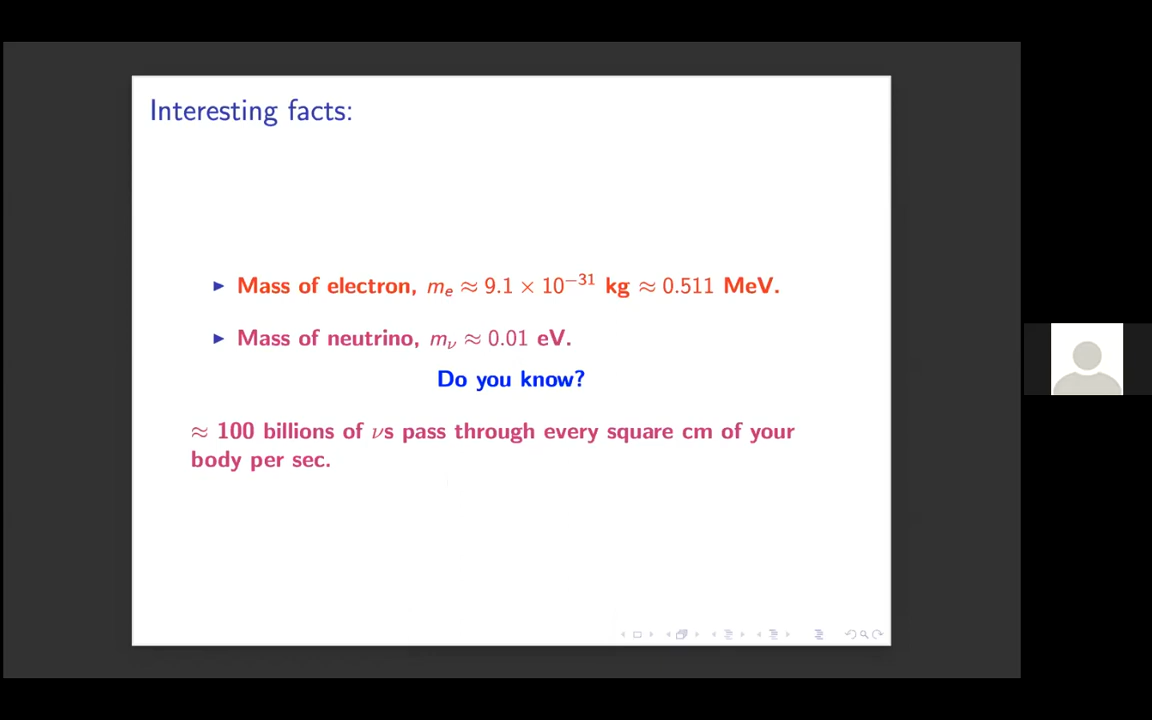 Interesting facts:
Mass of electron, mₑ ≈ 9.1 × 10⁻³¹ kg ≈ 0.511 MeV.
Mass of neutrino, mᵥ ≈ 0.01 eV.
Do you know?
≈ 100 billions of νs pass through every square cm of your
body per sec.